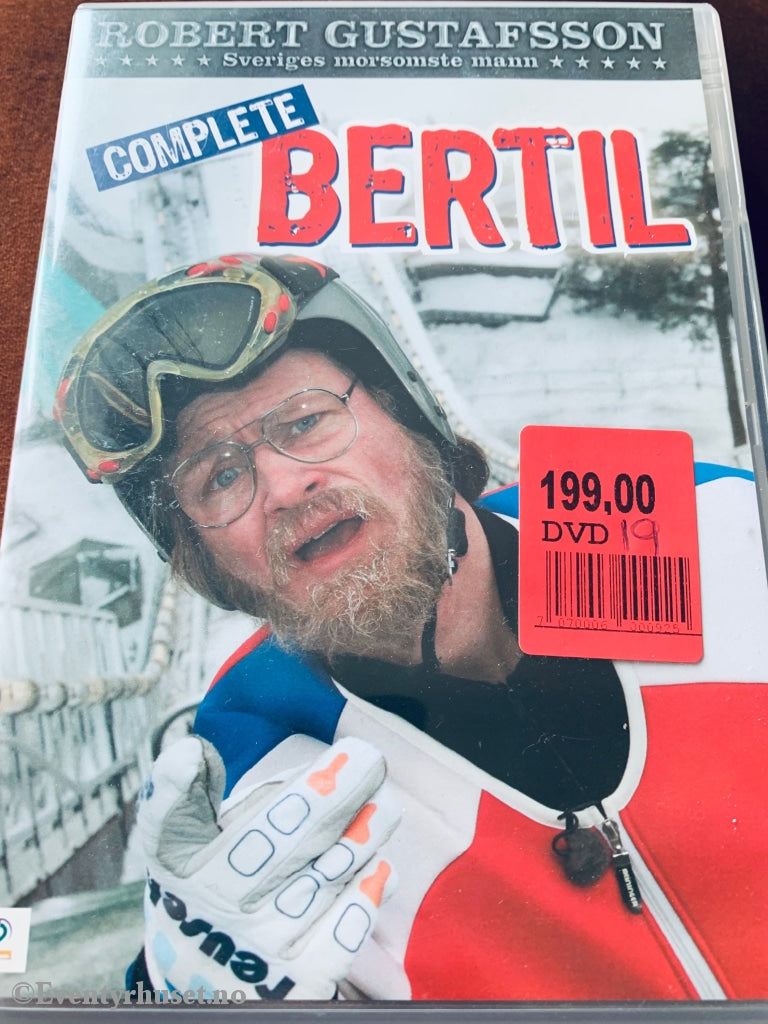 ROBERT GUSTAFSSON
Sveriges morsomste mann
COMPLETE
BERTIL
199,00
DVD 19
7 070006 300925
reusch
©Eventyrhuset.no